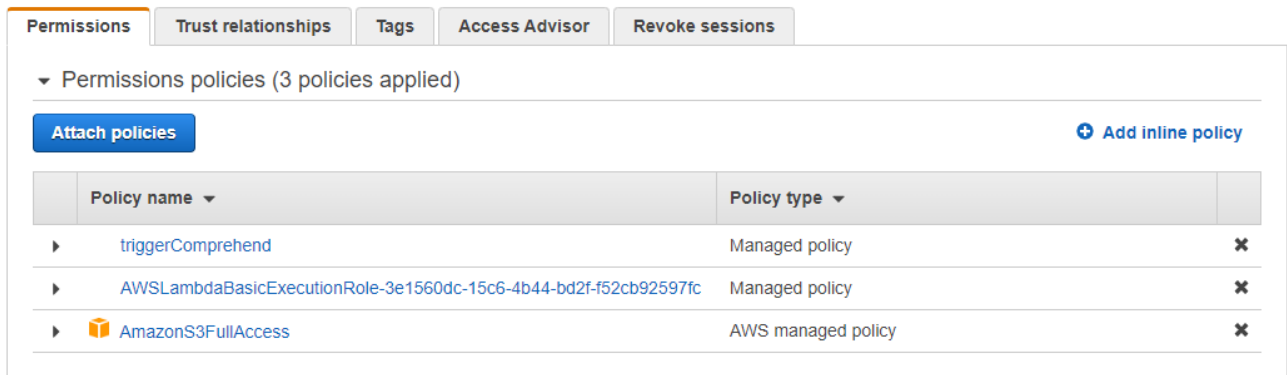 Permissions Trust relationships Tags Access Advisor Revoke sessions
Permissions policies (3 policies applied)
Attach policies Add inline policy
Policy name Policy type
triggerComprehend Managed policy
AWSLambdaBasicExecutionRole-3e1560dc-15c6-4b44-bd2f-f52cb92597fc Managed policy
AmazonS3FullAccess AWS managed policy